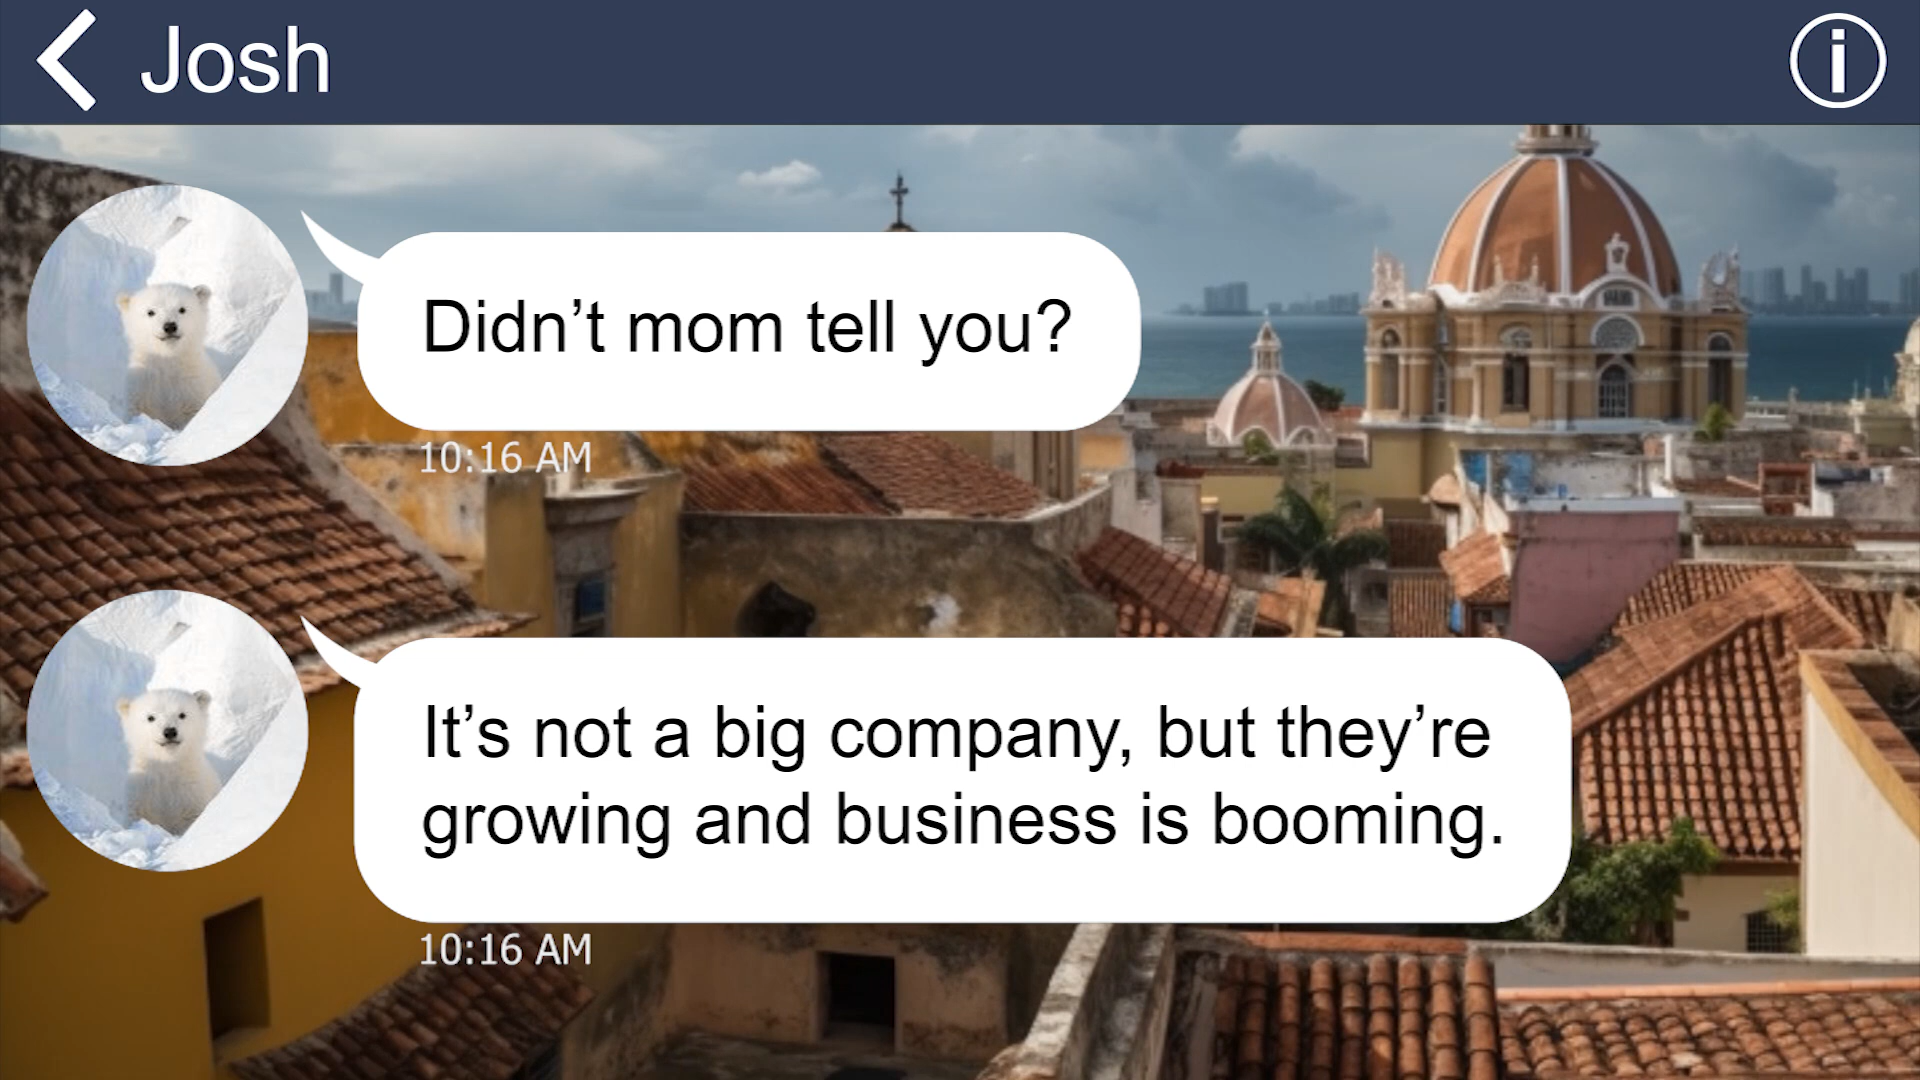 Josh
Didn’t mom tell you?
10:16 AM
It’s not a big company, but they’re
growing and business is booming.
10:16 AM